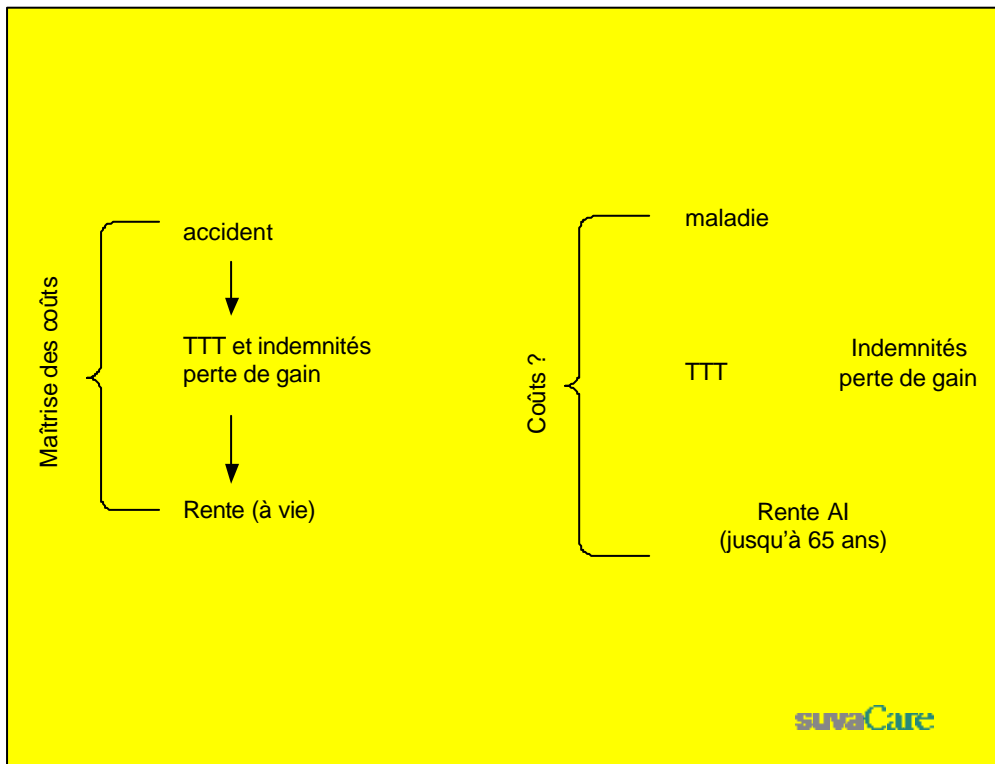 Maîtrise des coûts
accident
TTT et indemnités
perte de gain
Rente (à vie)
Coûts ?
maladie
TTT
Indemnités
perte de gain
Rente AI
(jusqu'à 65 ans)
suvaCare